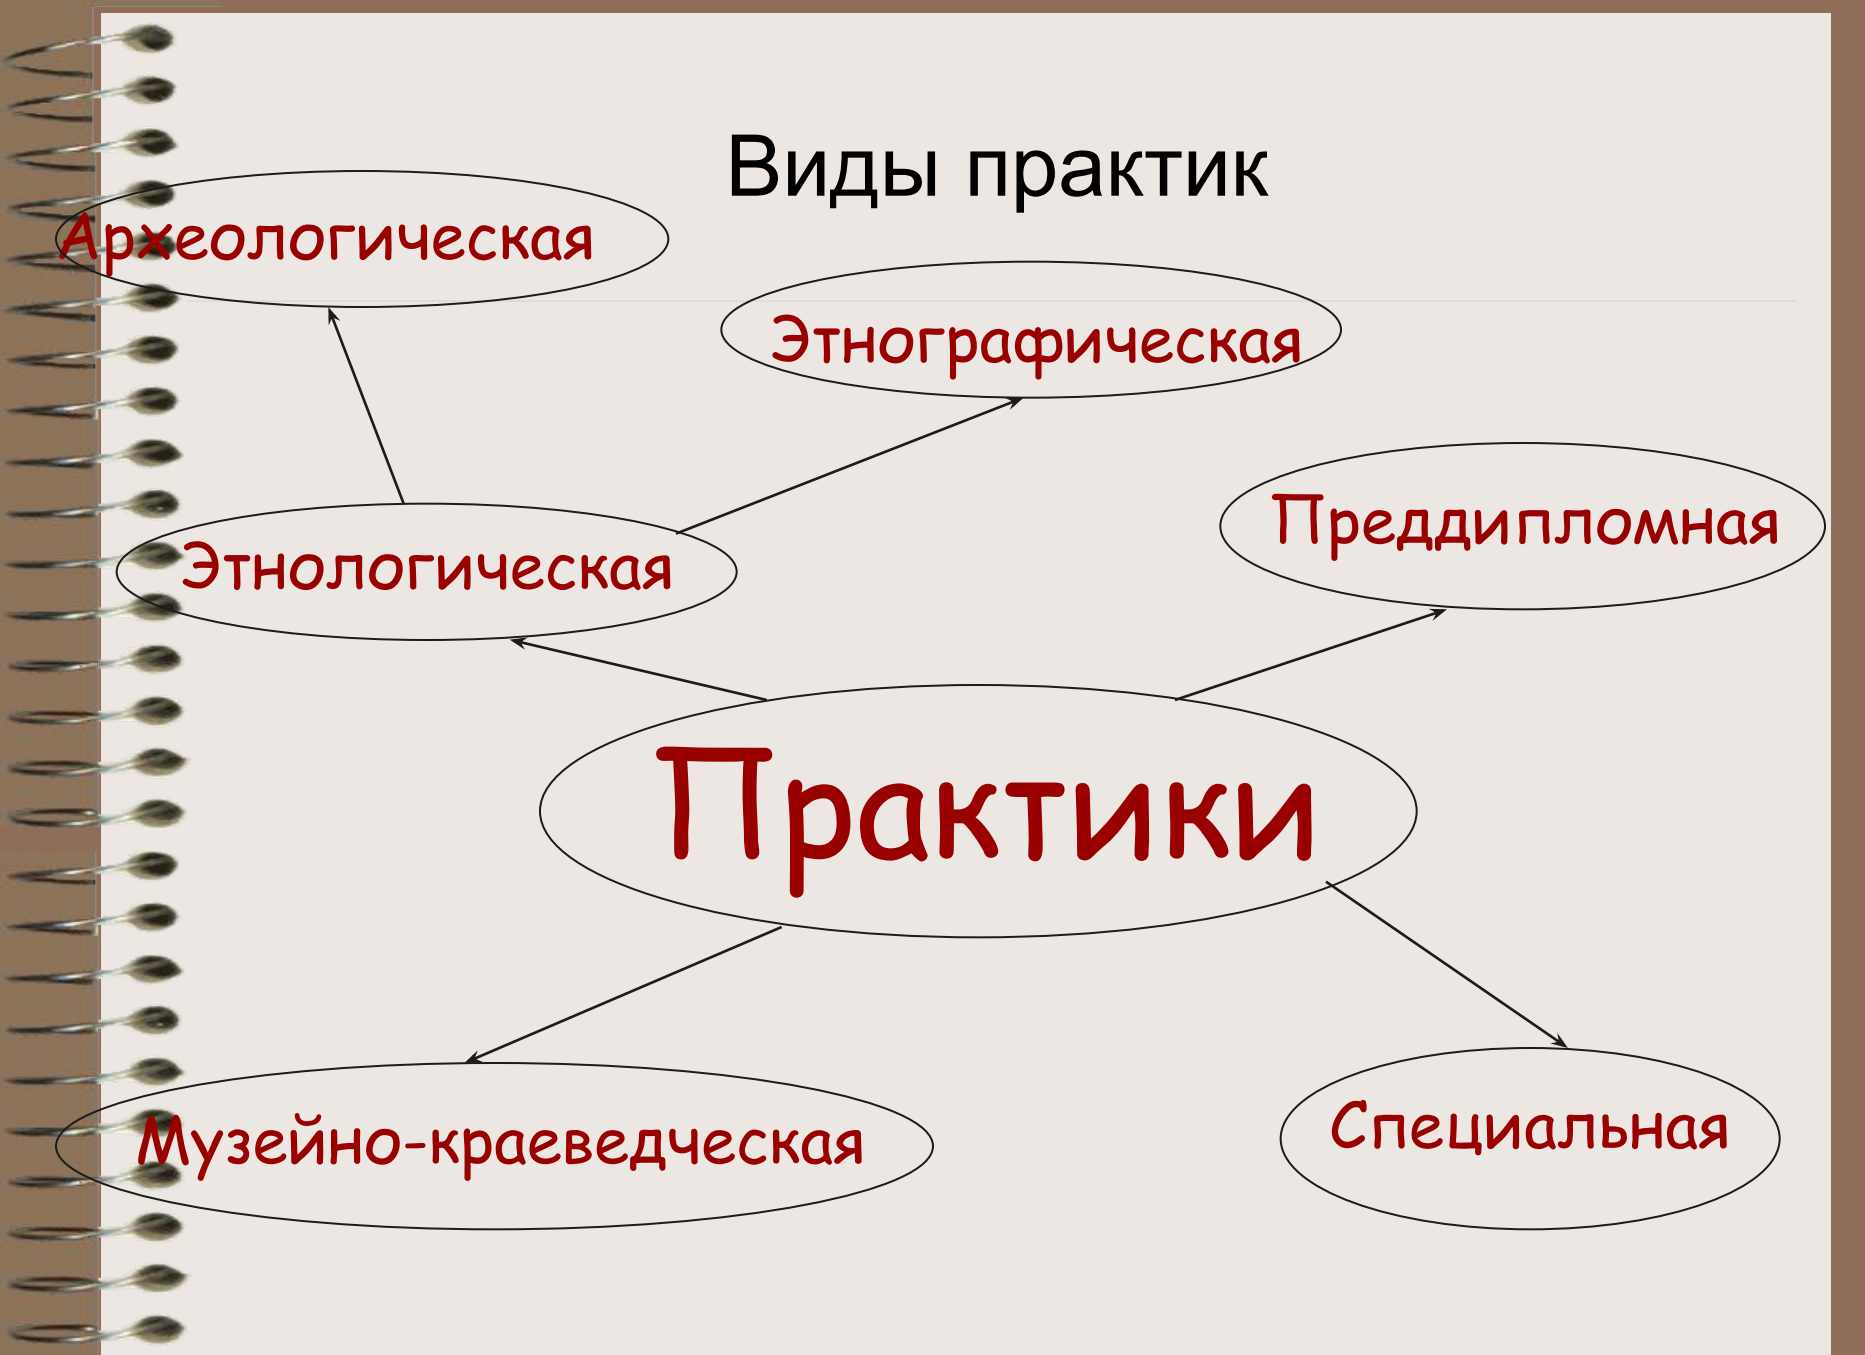 Виды практик
Археологическая
Этнографическая
Преддипломная
Этнологическая
Практики
Музейно-краеведческая
Специальная